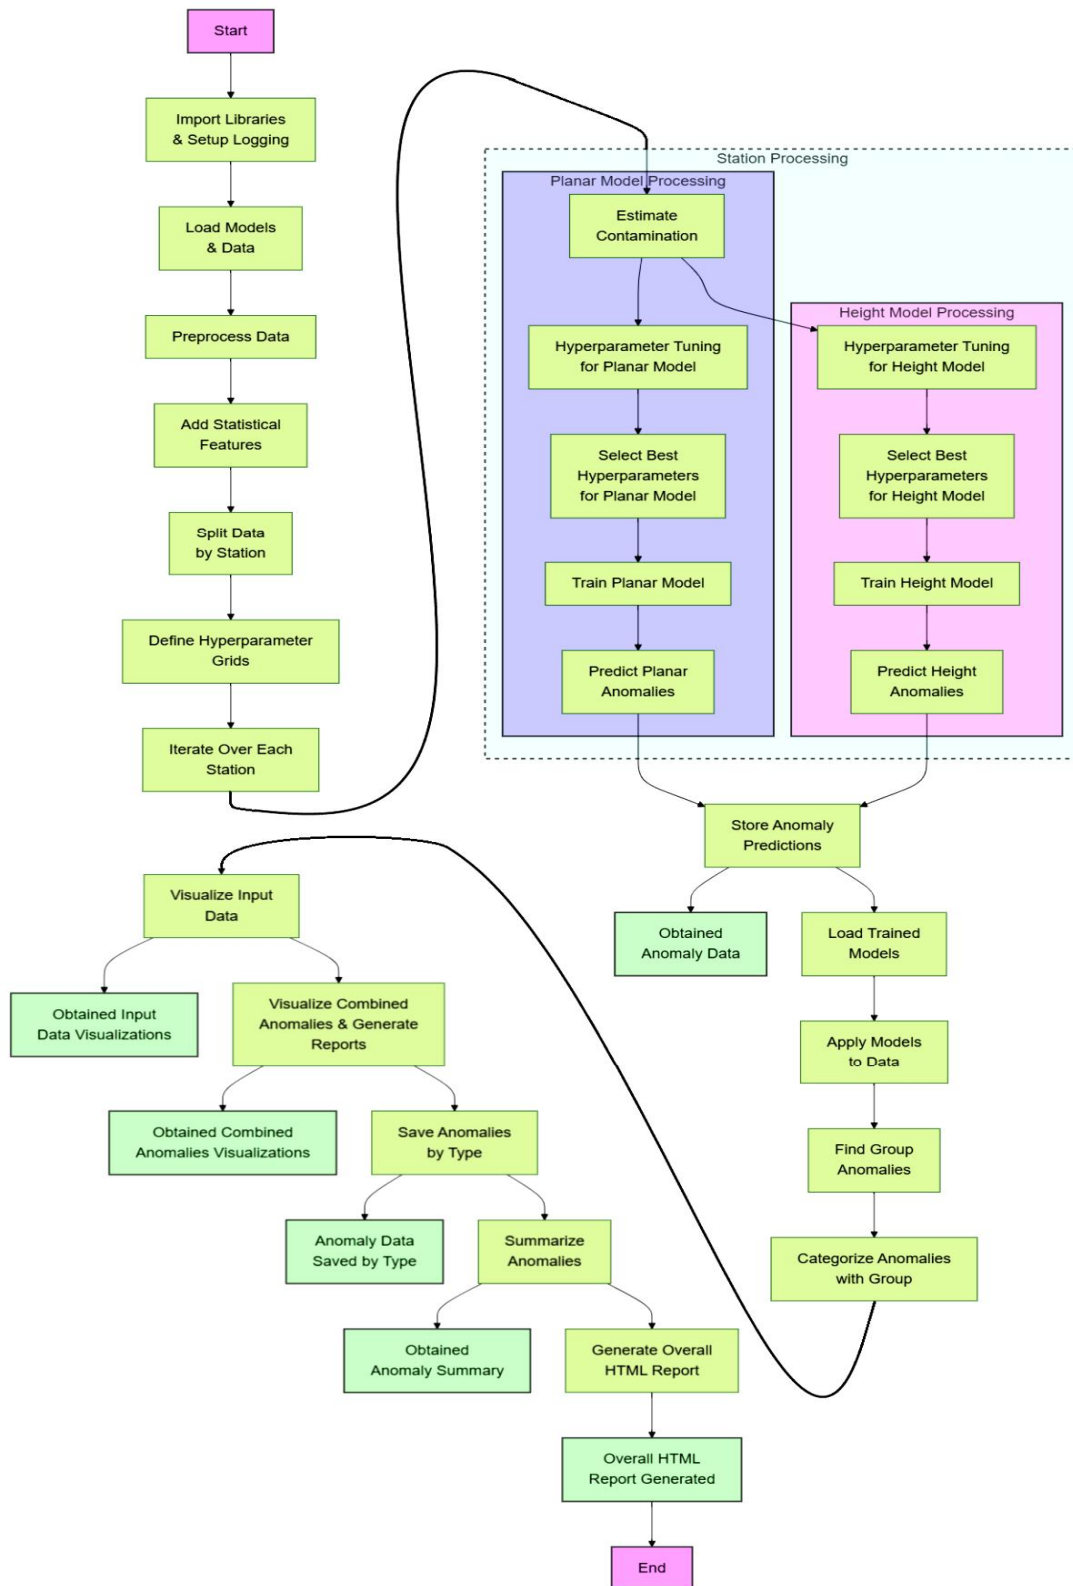 Start
Import Libraries
& Setup Logging
Load Models
& Data
Preprocess Data
Add Statistical
Features
Split Data
by Station
Define Hyperparameter
Grids
Iterate Over Each
Station
Station Processing
Planar Model Processing
Estimate
Contamination
Hyperparameter Tuning
for Planar Model
Select Best
Hyperparameters
for Planar Model
Train Planar Model
Predict Planar
Anomalies
Height Model Processing
Hyperparameter Tuning
for Height Model
Select Best
Hyperparameters
for Height Model
Train Height Model
Predict Height
Anomalies
Store Anomaly
Predictions
Obtained
Anomaly Data
Load Trained
Models
Apply Models
to Data
Find Group
Anomalies
Categorize Anomalies
with Group
Visualize Input
Data
Obtained Input
Data Visualizations
Visualize Combined
Anomalies & Generate
Reports
Obtained Combined
Anomalies Visualizations
Save Anomalies
by Type
Anomaly Data
Saved by Type
Summarize
Anomalies
Obtained
Anomaly Summary
Generate Overall
HTML Report
Overall HTML
Report Generated
End